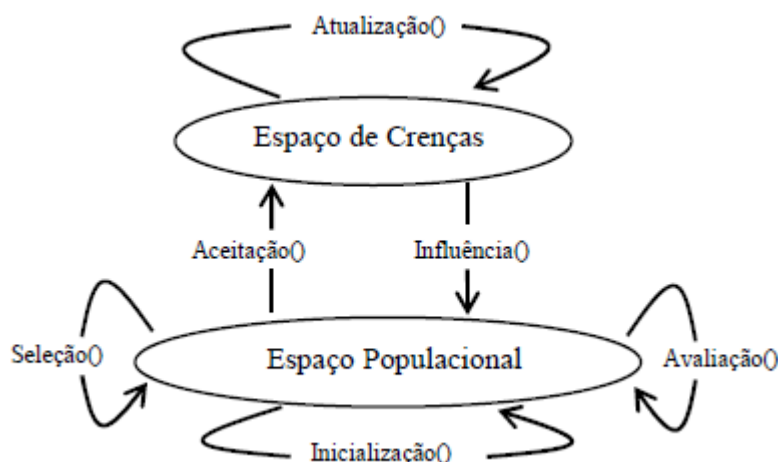 Atualização()
Espaço de Crenças
Aceitação()
Influência()
Seleção()
Espaço Populacional
Avaliação()
Inicialização()